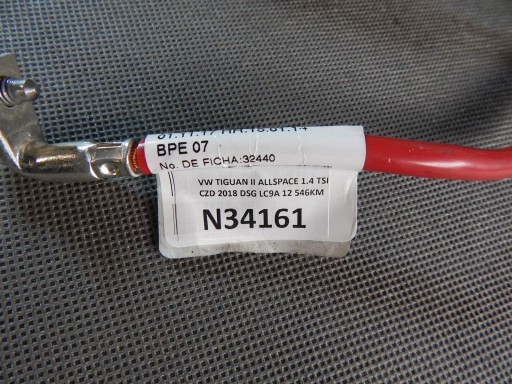 BPE 07
No. DE FICHA:32440
VW TIGUAN II ALLSPACE 1.4 TSI
CZD 2018 DSG LC9A 12 546KM
N34161